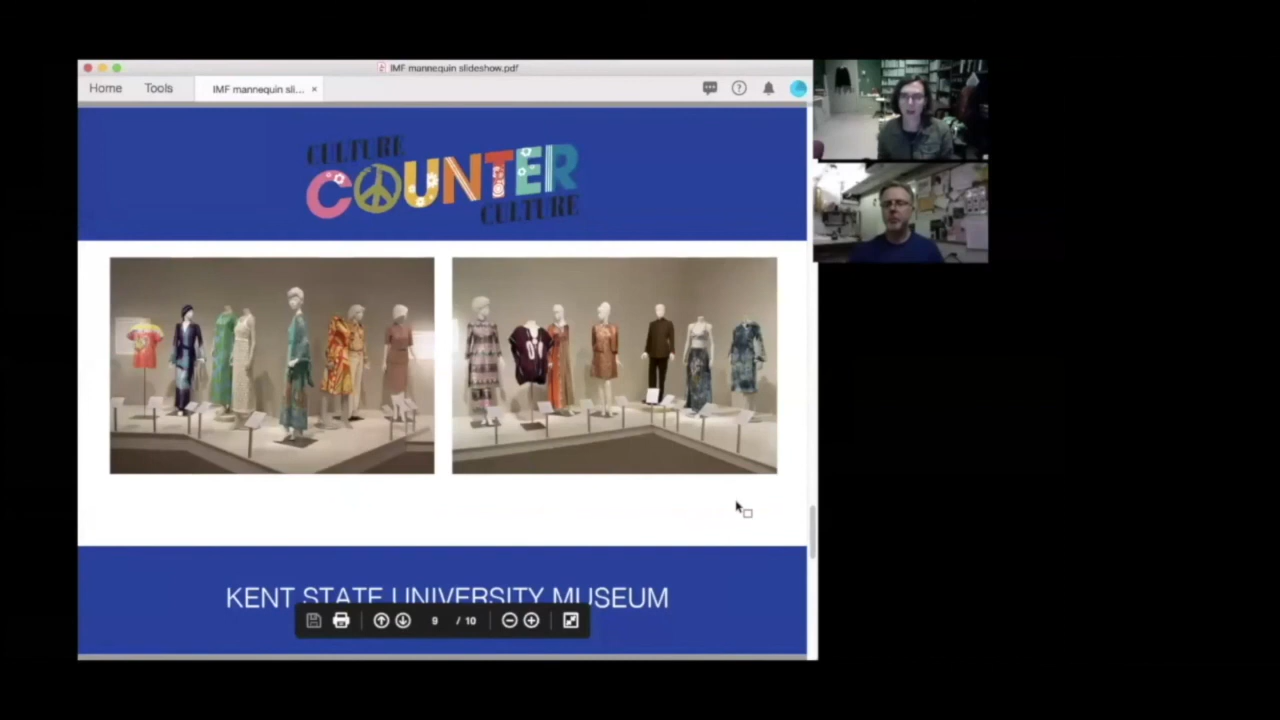 IMF mannequin slideshow.pdf
Home Tools IMF mannequin sli... ×
CULTURE
COUNTER
CULTURE
KENT STATE UNIVERSITY MUSEUM
9 / 10